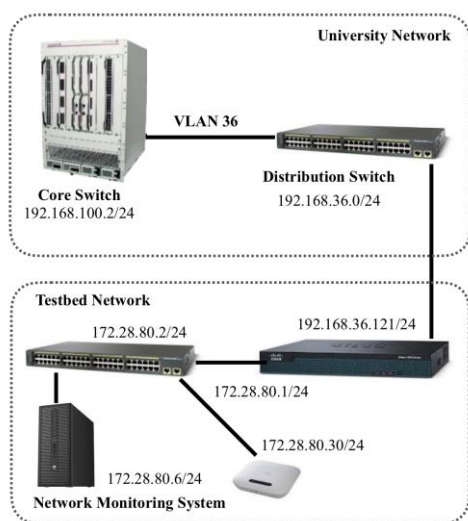 University Network
VLAN 36
Core Switch
192.168.100.2/24
Distribution Switch
192.168.36.0/24
Testbed Network
172.28.80.2/24
192.168.36.121/24
172.28.80.1/24
172.28.80.30/24
172.28.80.6/24
Network Monitoring System